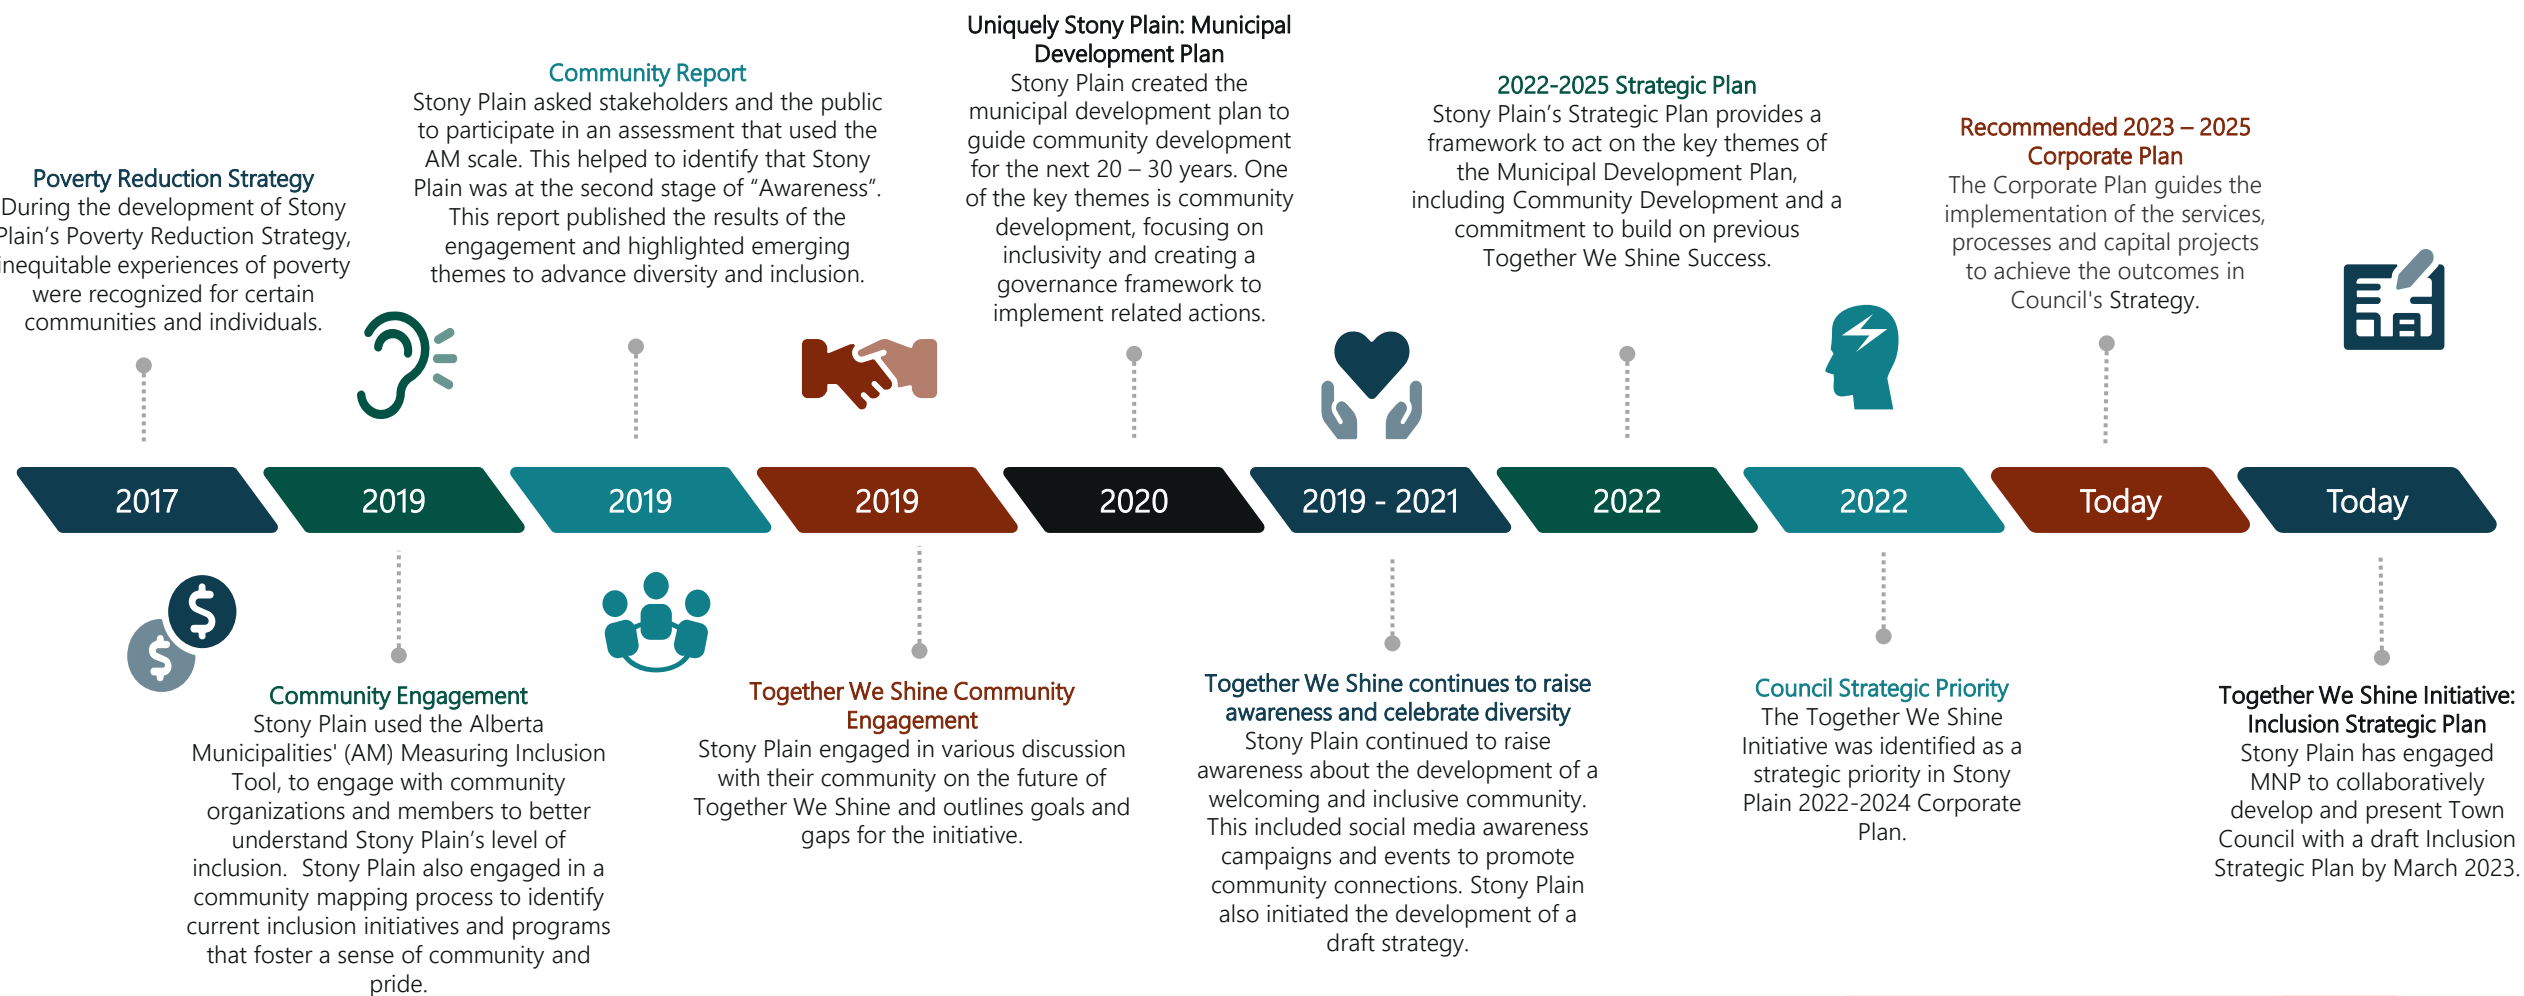 Poverty Reduction Strategy
During the development of Stony
Plain’s Poverty Reduction Strategy,
inequitable experiences of poverty
were recognized for certain
communities and individuals.
Community Report
Stony Plain asked stakeholders and the public
to participate in an assessment that used the
AM scale. This helped to identify that Stony
Plain was at the second stage of “Awareness”.
This report published the results of the
engagement and highlighted emerging
themes to advance diversity and inclusion.
Uniquely Stony Plain: Municipal
Development Plan
Stony Plain created the
municipal development plan to
guide community development
for the next 20 – 30 years. One
of the key themes is community
development, focusing on
inclusivity and creating a
governance framework to
implement related actions.
2022-2025 Strategic Plan
Stony Plain’s Strategic Plan provides a
framework to act on the key themes of
the Municipal Development Plan,
including Community Development and a
commitment to build on previous
Together We Shine Success.
Recommended 2023 – 2025
Corporate Plan
The Corporate Plan guides the
implementation of the services,
processes and capital projects
to achieve the outcomes in
Council's Strategy.
2017
2019
2019
2019
2020
2019 - 2021
2022
2022
Today
Today
$
$
Community Engagement
Stony Plain used the Alberta
Municipalities' (AM) Measuring Inclusion
Tool, to engage with community
organizations and members to better
understand Stony Plain’s level of
inclusion.  Stony Plain also engaged in a
community mapping process to identify
current inclusion initiatives and programs
that foster a sense of community and
pride.
Together We Shine Community
Engagement
Stony Plain engaged in various discussion
with their community on the future of
Together We Shine and outlines goals and
gaps for the initiative.
Together We Shine continues to raise
awareness and celebrate diversity
Stony Plain continued to raise
awareness about the development of a
welcoming and inclusive community.
This included social media awareness
campaigns and events to promote
community connections. Stony Plain
also initiated the development of a
draft strategy.
Council Strategic Priority
The Together We Shine
Initiative was identified as a
strategic priority in Stony
Plain 2022-2024 Corporate
Plan.
Together We Shine Initiative:
Inclusion Strategic Plan
Stony Plain has engaged
MNP to collaboratively
develop and present Town
Council with a draft Inclusion
Strategic Plan by March 2023.